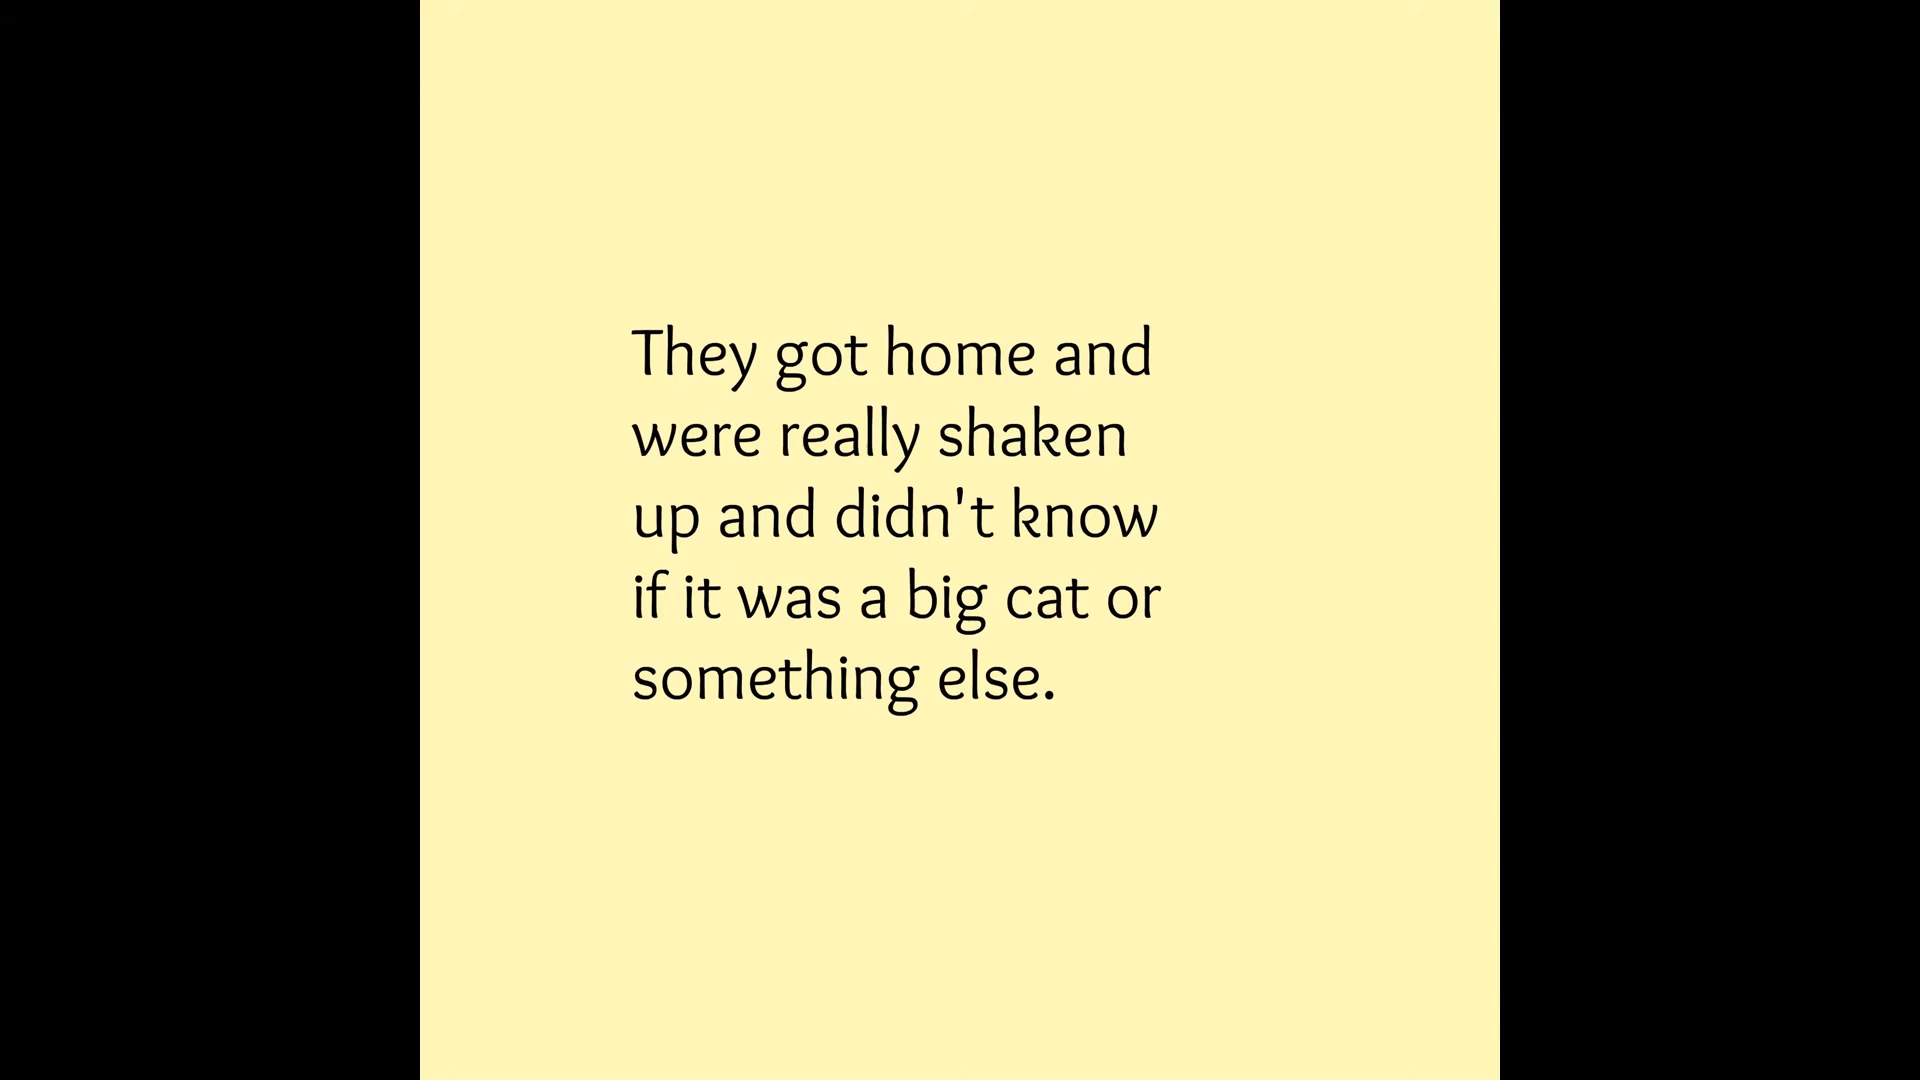 They got home and
were really shaken
up and didn't know
if it was a big cat or
something else.